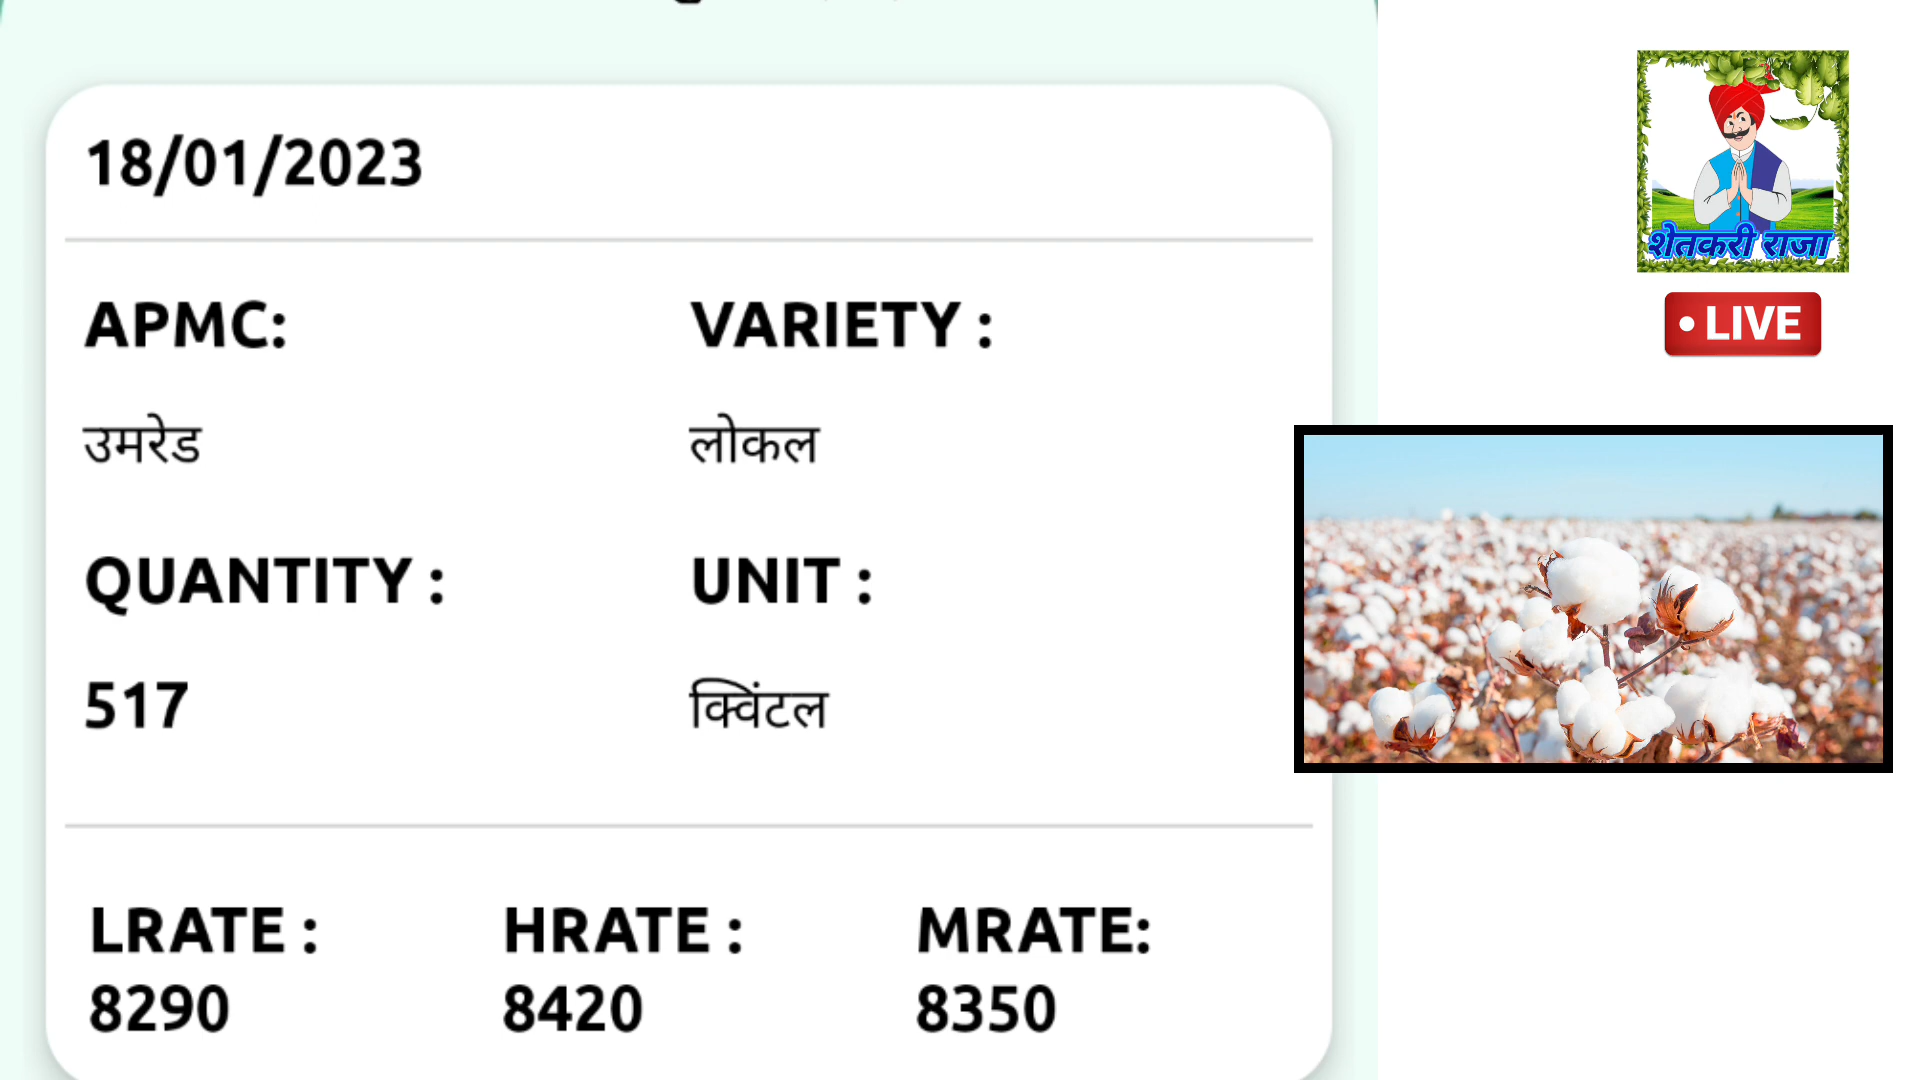 18/01/2023
APMC: VARIETY :
उमरेड लोकल
QUANTITY : UNIT :
517 क्विंटल
LRATE : HRATE : MRATE:
8290 8420 8350
शेतकरी राजा
• LIVE